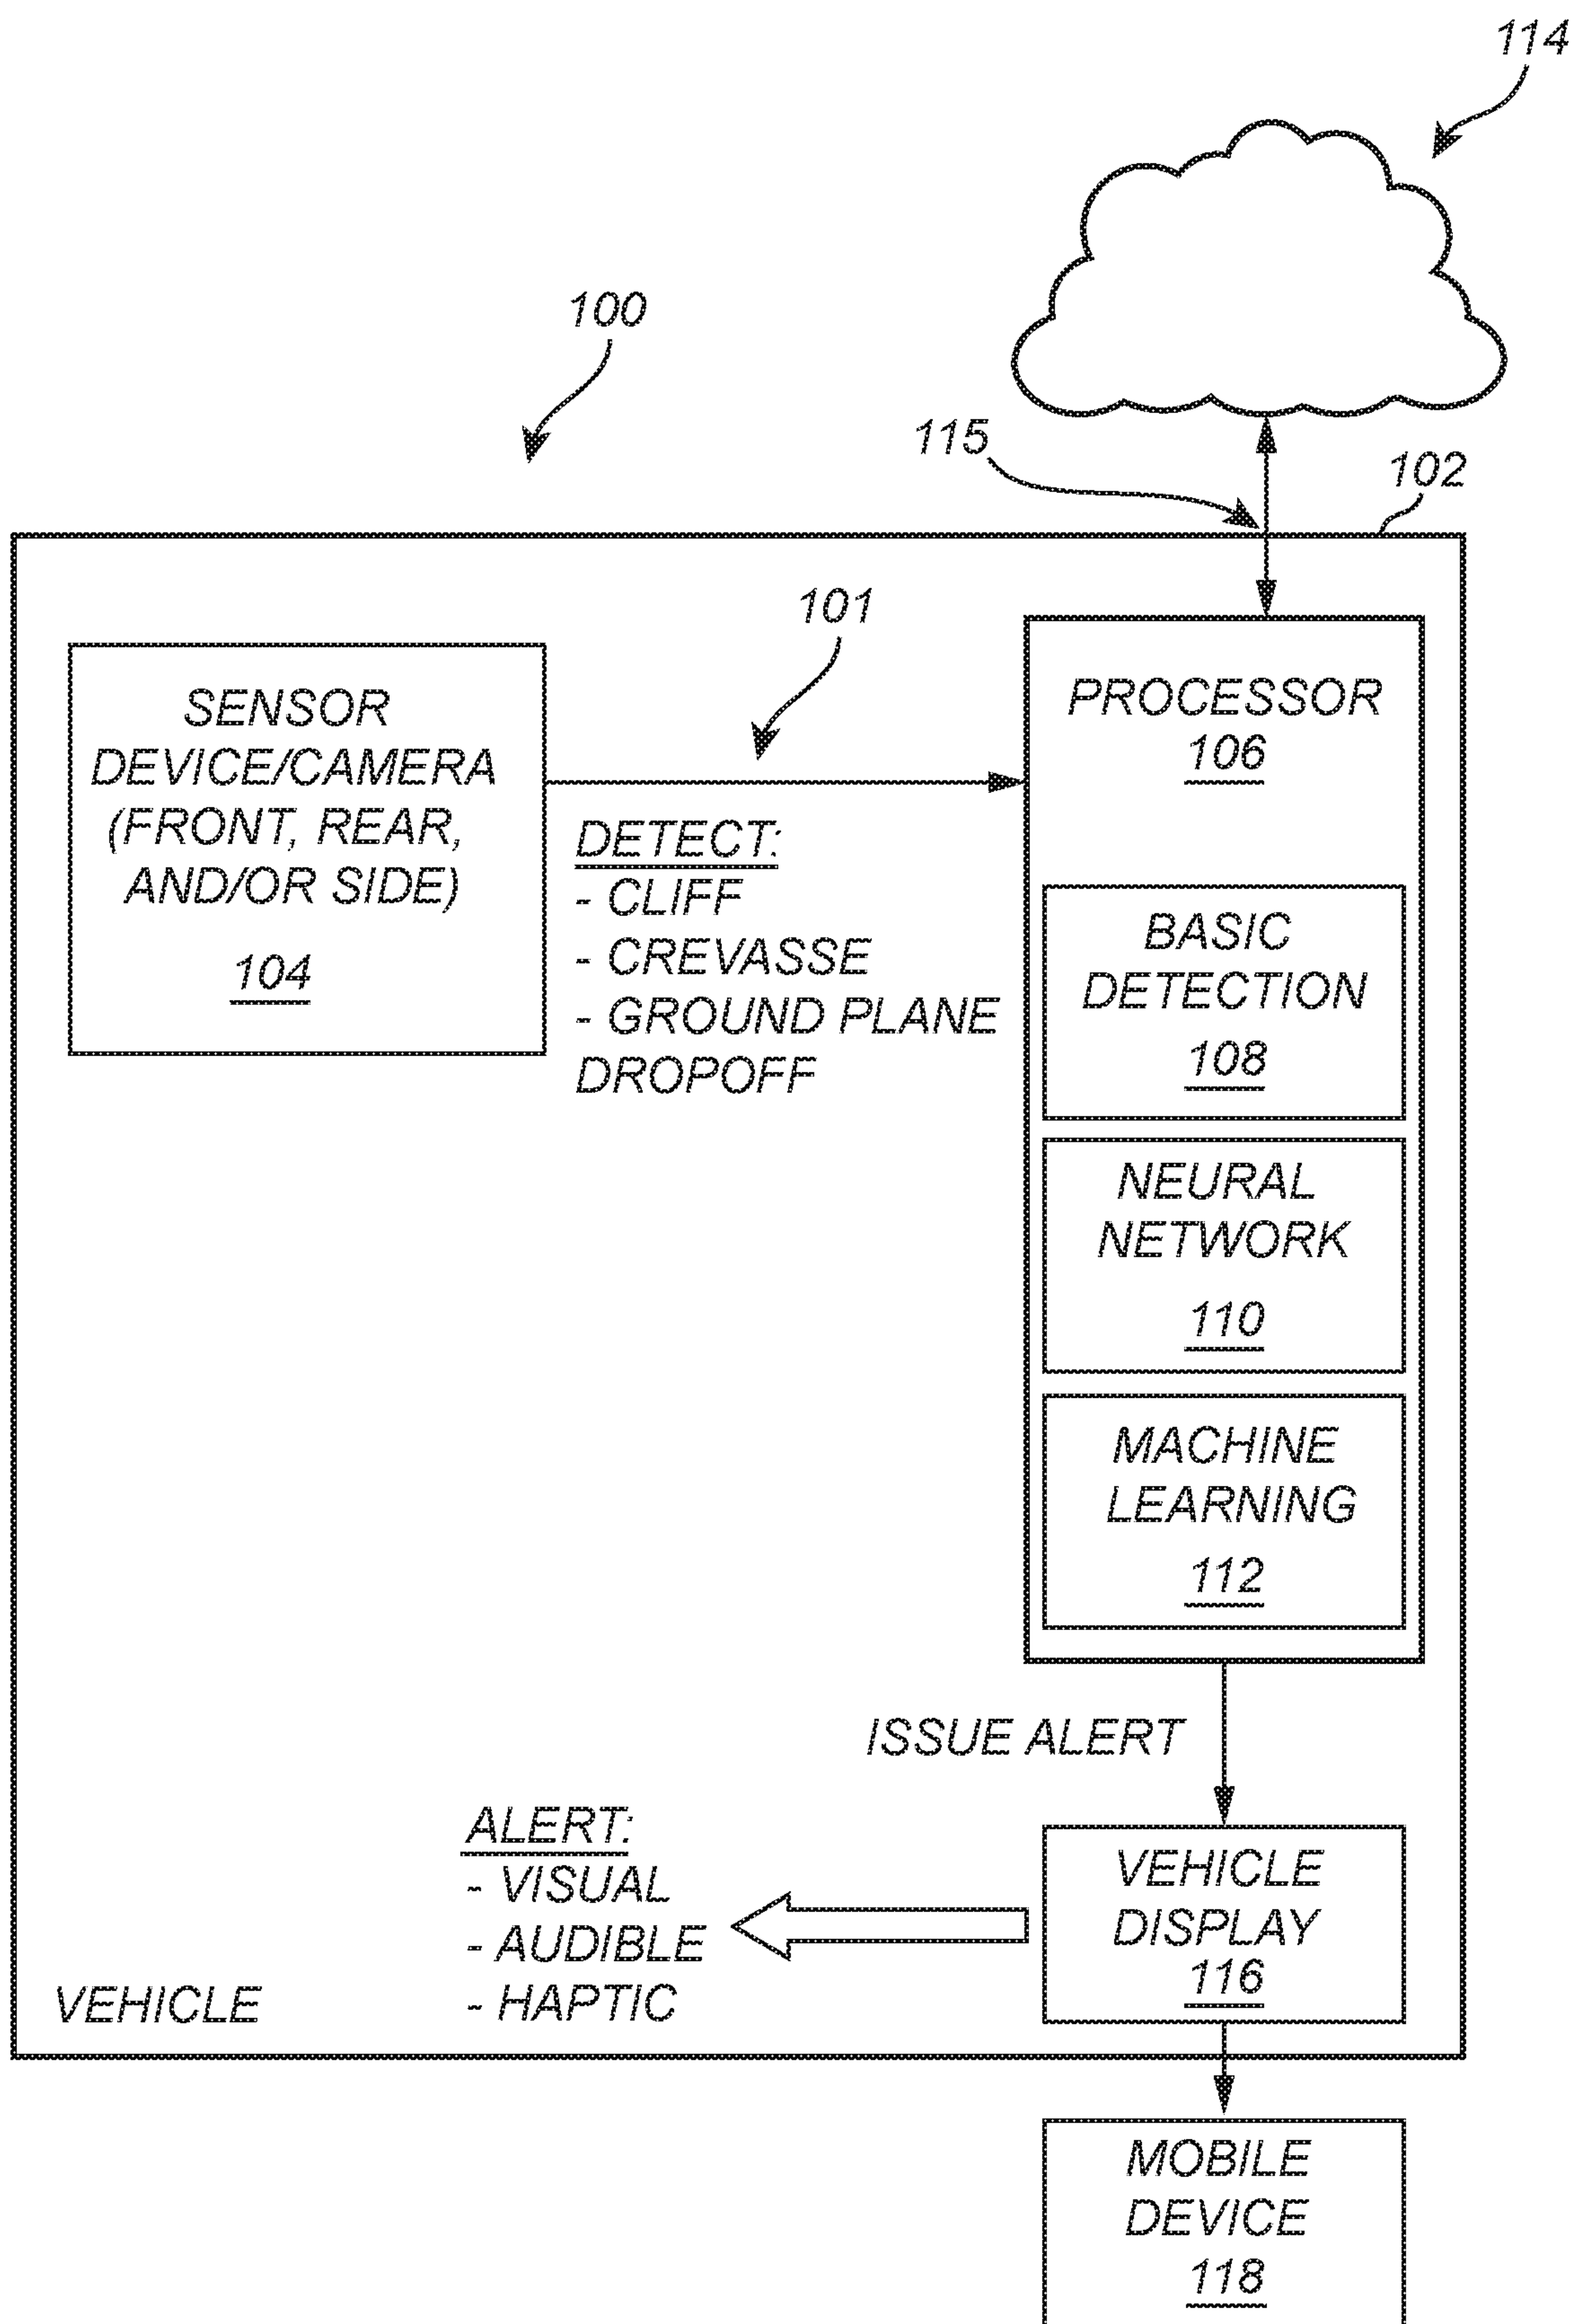 114
100
115
102
101
SENSOR
DEVICE/CAMERA
(FRONT, REAR,
AND/OR SIDE)
104
DETECT:
- CLIFF
- CREVASSE
- GROUND PLANE
DROPOFF
PROCESSOR
106
BASIC
DETECTION
108
NEURAL
NETWORK
110
MACHINE
LEARNING
112
ISSUE ALERT
ALERT:
- VISUAL
- AUDIBLE
- HAPTIC
VEHICLE
DISPLAY
116
VEHICLE
MOBILE
DEVICE
118